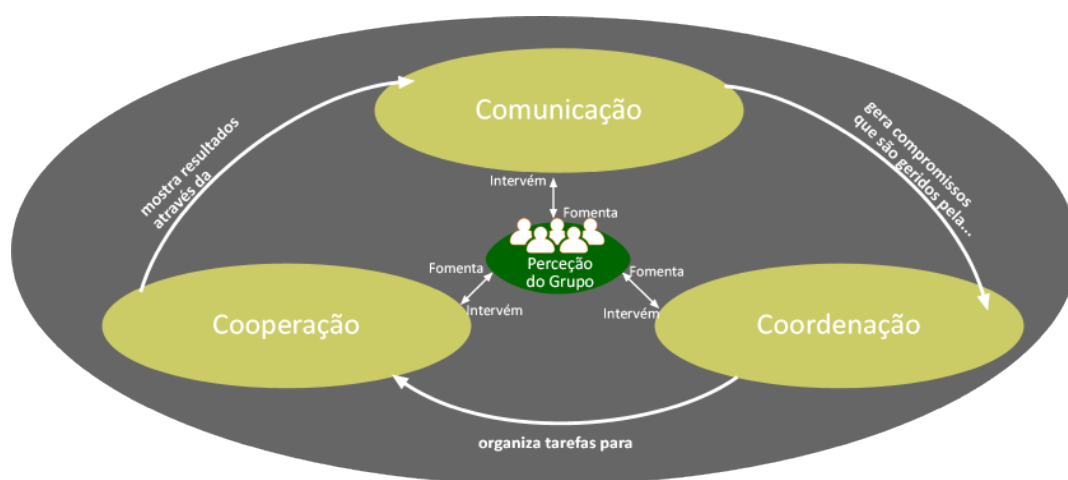 Comunicação
mostra resultados
através da
gera compromissos
que são geridos pela...
Intervém
Fomenta
Perceção
do Grupo
Fomenta
Intervém
Fomenta
Intervém
Cooperação
Coordenação
organiza tarefas para